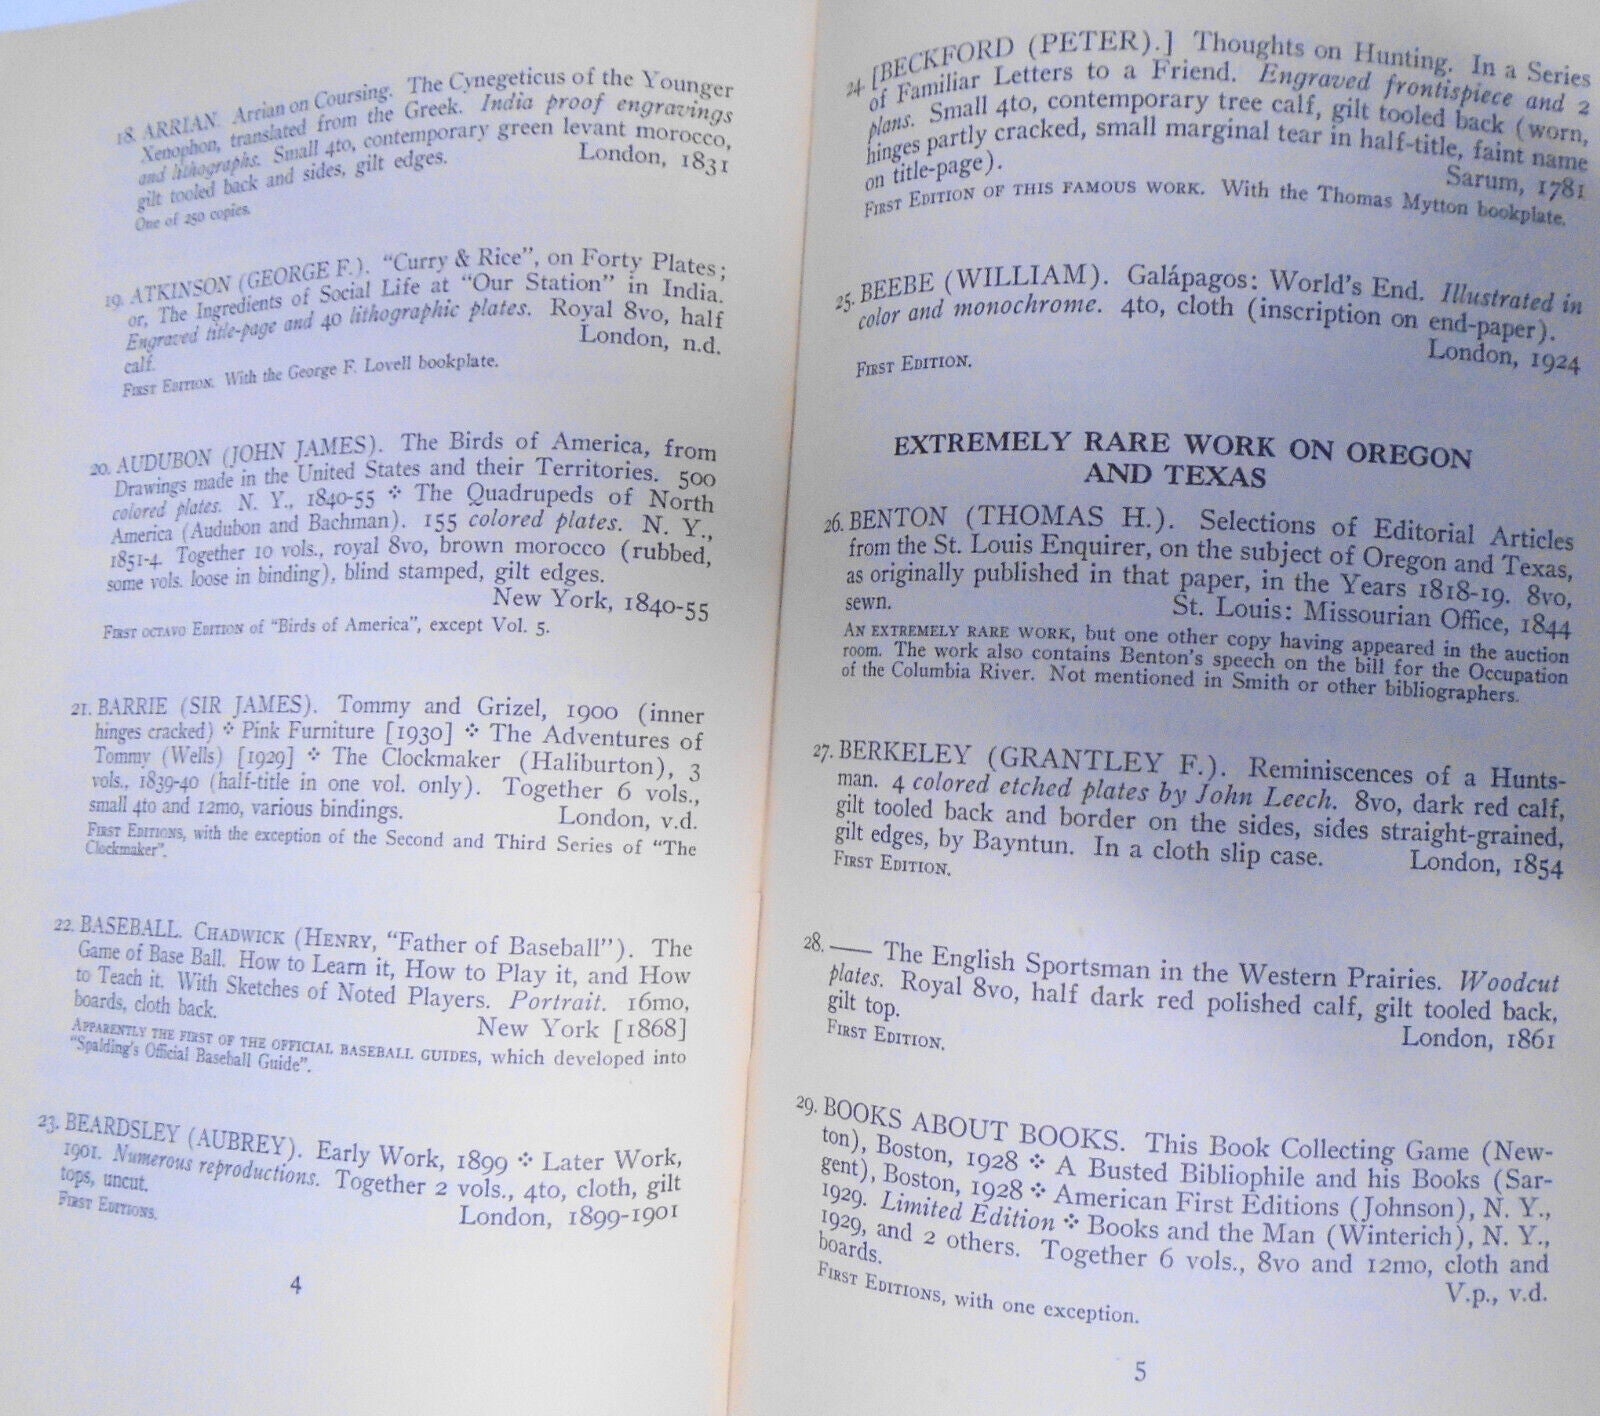 18. ARRIAN. Arrian on Coursing. The Cynegeticus of the Younger
Xenophon, translated from the Greek. India proof engravings
and lithographs. Small 4to, contemporary green levant morocco,
gilt tooled back and sides, gilt edges. London, 1831
One of 250 copies.
19. ATKINSON (GEORGE F.). “Curry & Rice”, on Forty Plates;
or, The Ingredients of Social Life at “Our Station” in India.
Engraved title-page and 40 lithographic plates. Royal 8vo, half
calf. London, n.d.
First Edition. With the George F. Lovell bookplate.
20. AUDUBON (JOHN JAMES). The Birds of America, from
Drawings made in the United States and their Territories. 500
colored plates. N. Y., 1840-55 ❖ The Quadrupeds of North
America (Audubon and Bachman). 155 colored plates. N. Y.,
1851-4. Together 10 vols., royal 8vo, brown morocco (rubbed,
some vols. loose in binding), blind stamped, gilt edges.
New York, 1840-55
First octavo Edition of “Birds of America”, except Vol. 5.
21. BARRIE (SIR JAMES). Tommy and Grizel, 1900 (inner
hinges cracked) ❖ Pink Furniture [1930] ❖ The Adventures of
Tommy (Wells) [1929] ❖ The Clockmaker (Haliburton), 3
vols., 1839-40 (half-title in one vol. only). Together 6 vols.,
small 4to and 12mo, various bindings. London, v.d.
First Editions, with the exception of the Second and Third Series of “The
Clockmaker”.
22. BASEBALL. Chadwick (Henry, “Father of Baseball”). The
Game of Base Ball. How to Learn it, How to Play it, and How
to Teach it. With Sketches of Noted Players. Portrait. 16mo,
boards, cloth back. New York [1868]
Apparently the first of the official baseball guides, which developed into
“Spalding's Official Baseball Guide”.
23. BEARDSLEY (AUBREY). Early Work, 1899 ❖ Later Work,
1901. Numerous reproductions. Together 2 vols., 4to, cloth, gilt
tops, uncut. London, 1899-1901
First Editions.
4
24. [BECKFORD (PETER).] Thoughts on Hunting. In a Series
of Familiar Letters to a Friend. Engraved frontispiece and 2
plans. Small 4to, contemporary tree calf, gilt tooled back (worn,
hinges partly cracked, small marginal tear in half-title, faint name
on title-page). Sarum, 1781
First Edition of this famous work. With the Thomas Mytton bookplate.
25. BEEBE (WILLIAM). Galápagos: World's End. Illustrated in
color and monochrome. 4to, cloth (inscription on end-paper).
London, 1924
First Edition.
EXTREMELY RARE WORK ON OREGON
AND TEXAS
26. BENTON (THOMAS H.). Selections of Editorial Articles
from the St. Louis Enquirer, on the subject of Oregon and Texas,
as originally published in that paper, in the Years 1818-19. 8vo,
sewn. St. Louis: Missourian Office, 1844
An extremely rare work, but one other copy having appeared in the auction
room. The work also contains Benton's speech on the bill for the Occupation
of the Columbia River. Not mentioned in Smith or other bibliographers.
27. BERKELEY (GRANTLEY F.). Reminiscences of a Hunts-
man. 4 colored etched plates by John Leech. 8vo, dark red calf,
gilt tooled back and border on the sides, sides straight-grained,
gilt edges, by Bayntun. In a cloth slip case. London, 1854
First Edition.
28. —— The English Sportsman in the Western Prairies. Woodcut
plates. Royal 8vo, half dark red polished calf, gilt tooled back,
gilt top. London, 1861
First Edition.
29. BOOKS ABOUT BOOKS. This Book Collecting Game (New-
ton), Boston, 1928 ❖ A Busted Bibliophile and his Books (Sar-
gent), Boston, 1928 ❖ American First Editions (Johnson), N. Y.,
1929. Limited Edition ❖ Books and the Man (Winterich), N. Y.,
1929, and 2 others. Together 6 vols., 8vo and 12mo, cloth and
boards. V.p., v.d.
First Editions, with one exception.
5